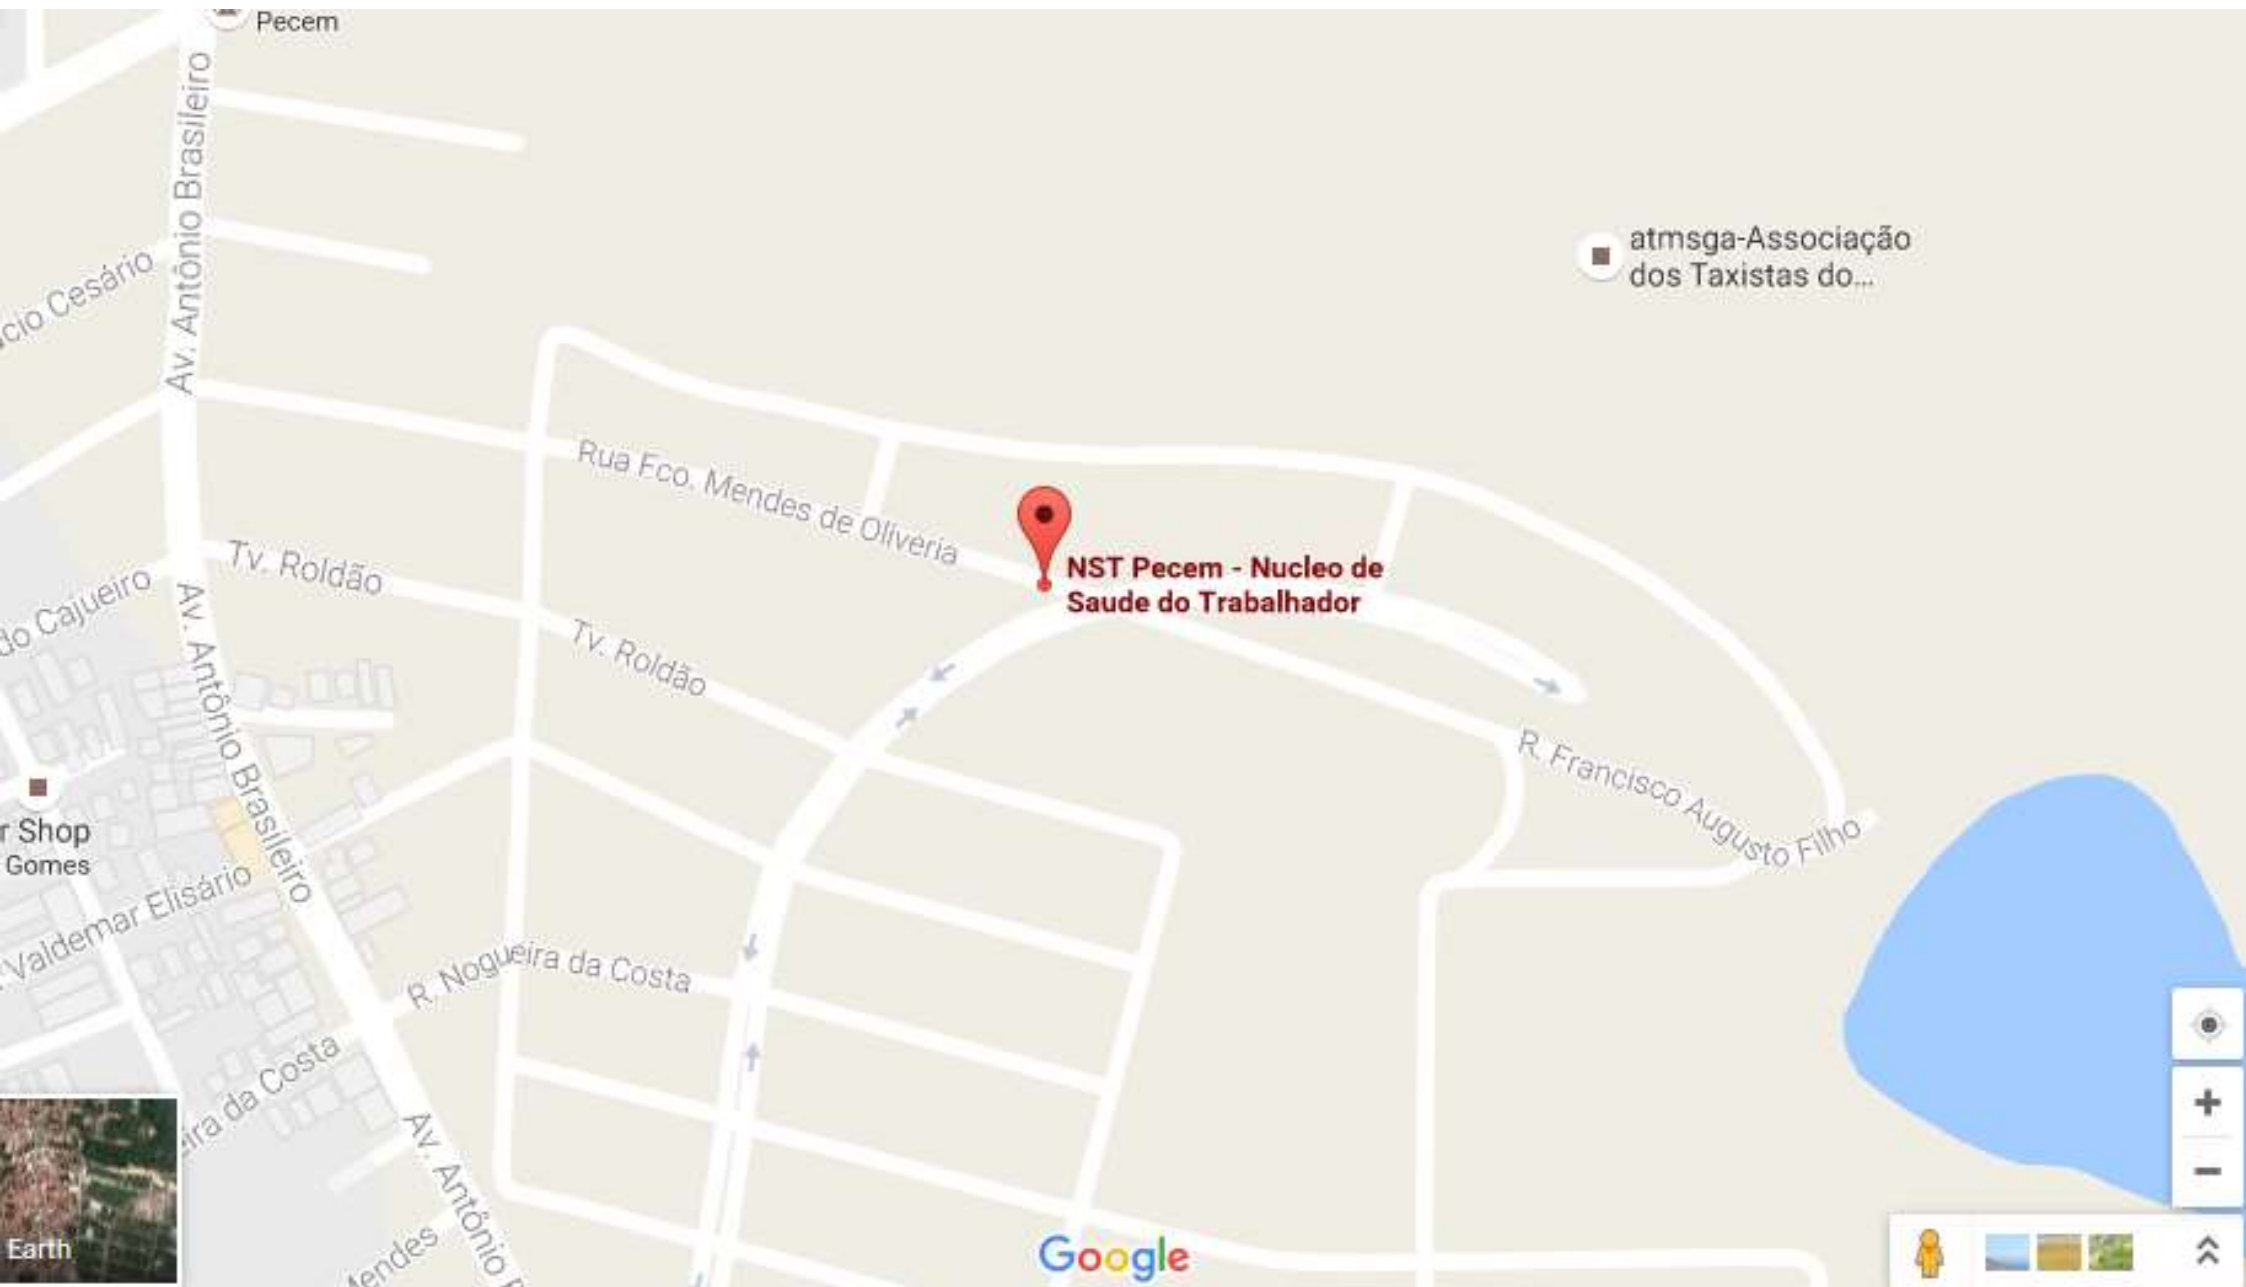 Pecem
Av. Antônio Brasileiro
cio Cesário
atmsga-Associação
dos Taxistas do...
Rua Fco. Mendes de Oliveria
Tv. Roldão
do Cajueiro
NST Pecem - Nucleo de
Saude do Trabalhador
Tv. Roldão
Av. Antônio Brasileiro
R. Francisco Augusto Filho
r Shop
Gomes
Valdemar Elisário
R. Nogueira da Costa
eira da Costa
Av. Antônio
Mendes
Earth
Google